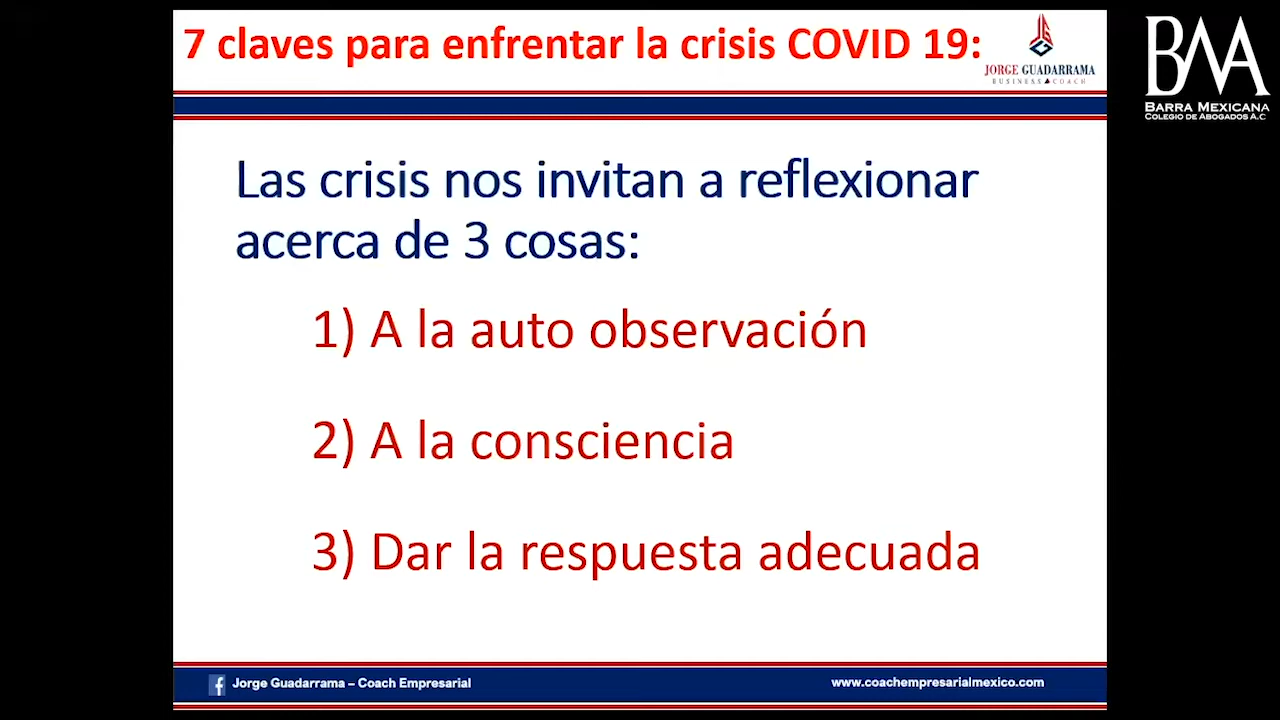 7 claves para enfrentar la crisis COVID 19:
JORGE GUADARRAMA
BUSINESS COACH
BMA
BARRA MEXICANA
COLEGIO DE ABOGADOS A.C
Las crisis nos invitan a reflexionar
acerca de 3 cosas:
1) A la auto observación
2) A la consciencia
3) Dar la respuesta adecuada
f Jorge Guadarrama – Coach Empresarial
www.coachempresarialmexico.com